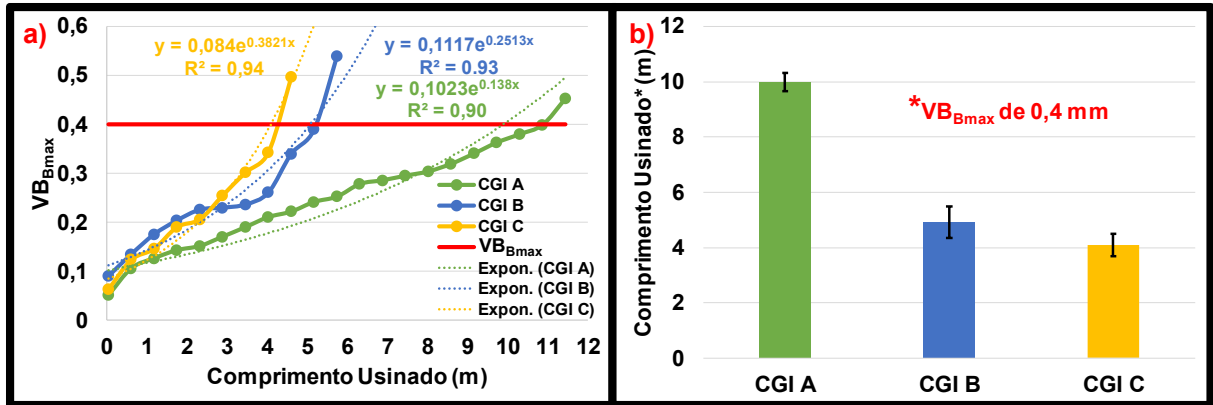 a)
0,6
0,5
0,4
0,3
0,2
0,1
0
VB_Bmax
y = 0,084e^0.3821x
R² = 0,94
y = 0,1117e^0.2513x
R² = 0.93
y = 0,1023e^0.138x
R² = 0,90
CGI A
CGI B
CGI C
VB_Bmax
Expon. (CGI A)
Expon. (CGI B)
Expon. (CGI C)
0 1 2 3 4 5 6 7 8 9 10 11 12
Comprimento Usinado (m)
b)
12
10
8
6
4
2
0
Comprimento Usinado* (m)
*VB_Bmax de 0,4 mm
CGI A CGI B CGI C